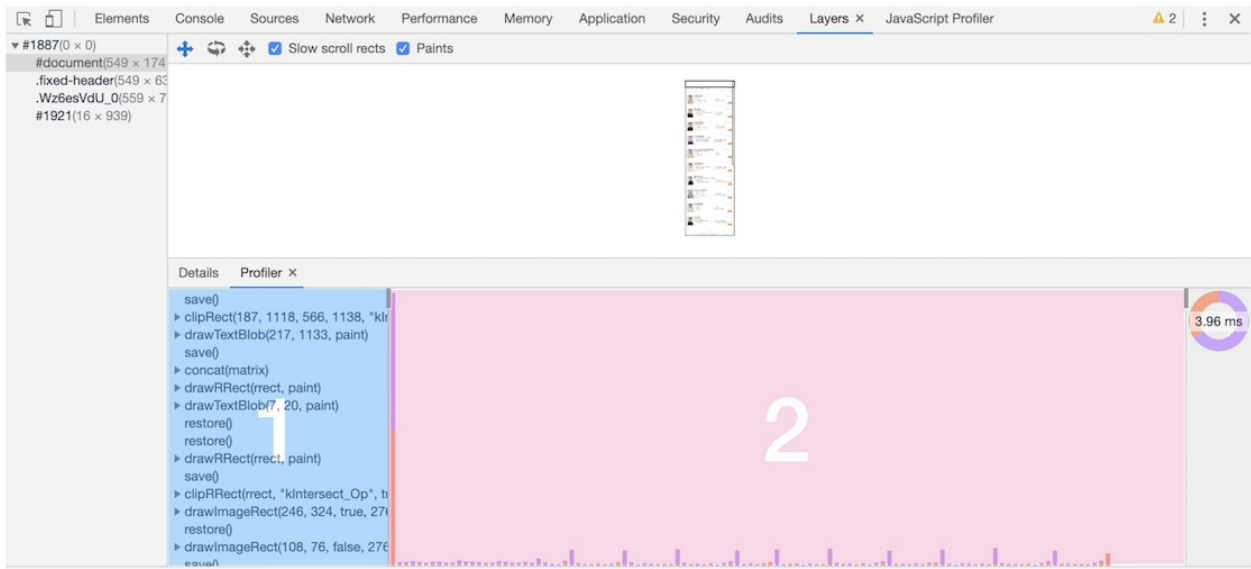 Elements Console Sources Network Performance Memory Application Security Audits Layers × JavaScript Profiler 2
#1887(0 × 0)
#document(549 × 174
.fixed-header(549 × 63
.Wz6esVdU_0(559 × 7
#1921(16 × 939)
Slow scroll rects Paints
Details Profiler ×
save()
clipRect(187, 1118, 566, 1138, "kIn
drawTextBlob(217, 1133, paint)
save()
concat(matrix)
drawRRect(rrect, paint)
drawTextBlob(7, 20, paint)
restore()
restore()
drawRRect(rrect, paint)
save()
clipRRect(rrect, "kIntersect_Op", tr
drawImageRect(246, 324, true, 276
restore()
drawImageRect(108, 76, false, 276
save()
1
2
3.96 ms